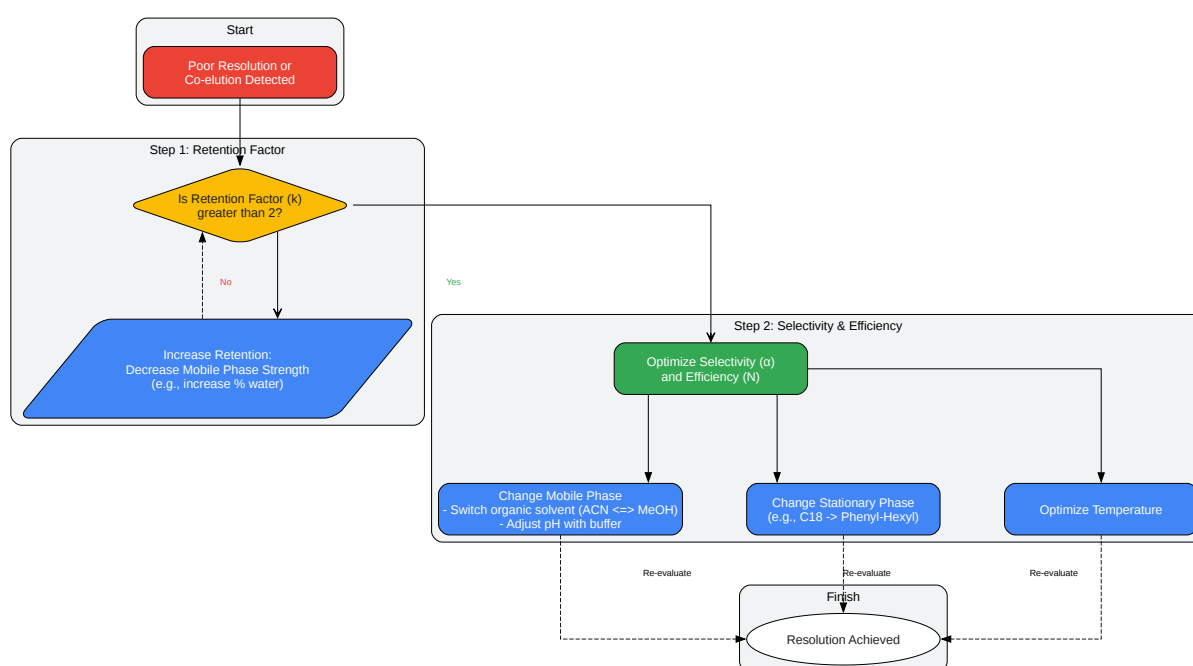 Start
Poor Resolution or
Co-elution Detected
Step 1: Retention Factor
Is Retention Factor (k)
greater than 2?
No
Yes
Increase Retention:
Decrease Mobile Phase Strength
(e.g., increase % water)
Step 2: Selectivity & Efficiency
Optimize Selectivity (α)
and Efficiency (N)
Change Mobile Phase
- Switch organic solvent (ACN <=> MeOH)
- Adjust pH with buffer
Change Stationary Phase
(e.g., C18 -> Phenyl-Hexyl)
Optimize Temperature
Re-evaluate
Re-evaluate
Re-evaluate
Finish
Resolution Achieved